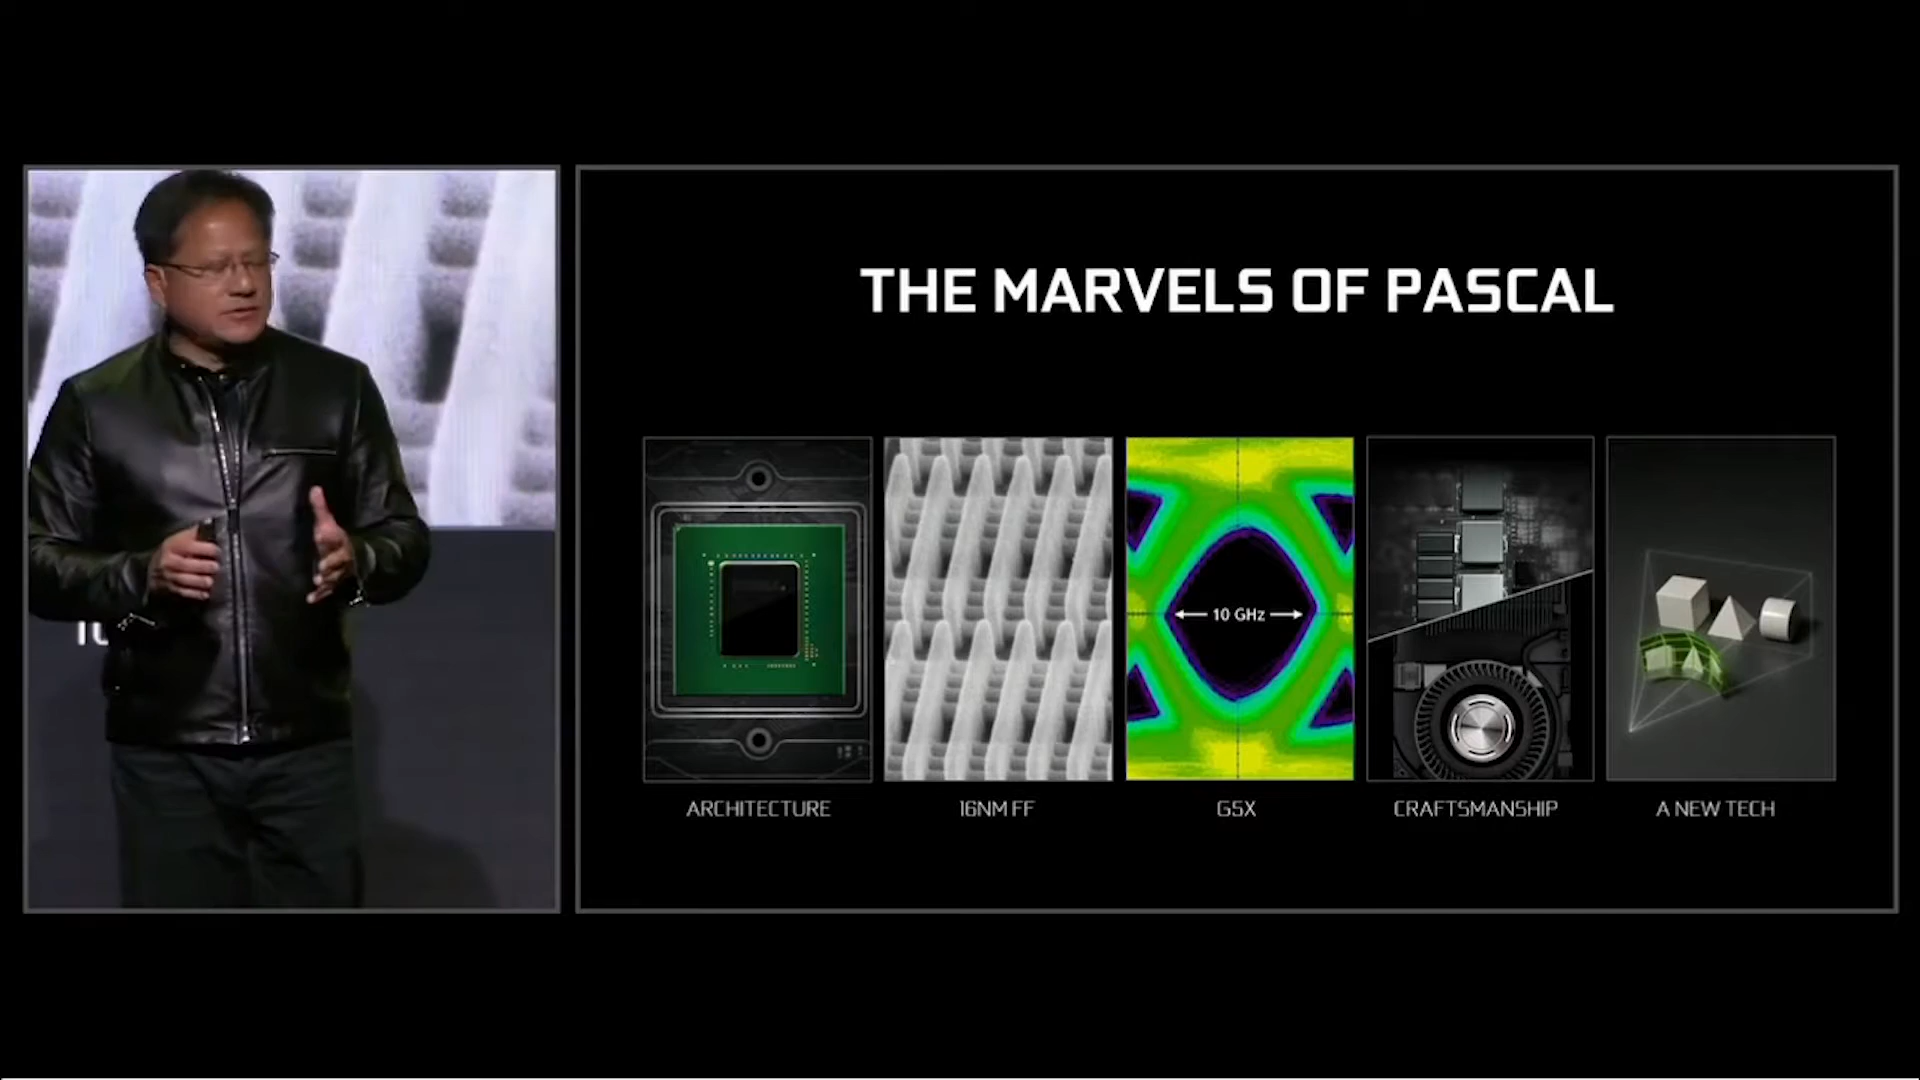 THE MARVELS OF PASCAL
10 GHz
ARCHITECTURE
16NM FF
G5X
CRAFTSMANSHIP
A NEW TECH